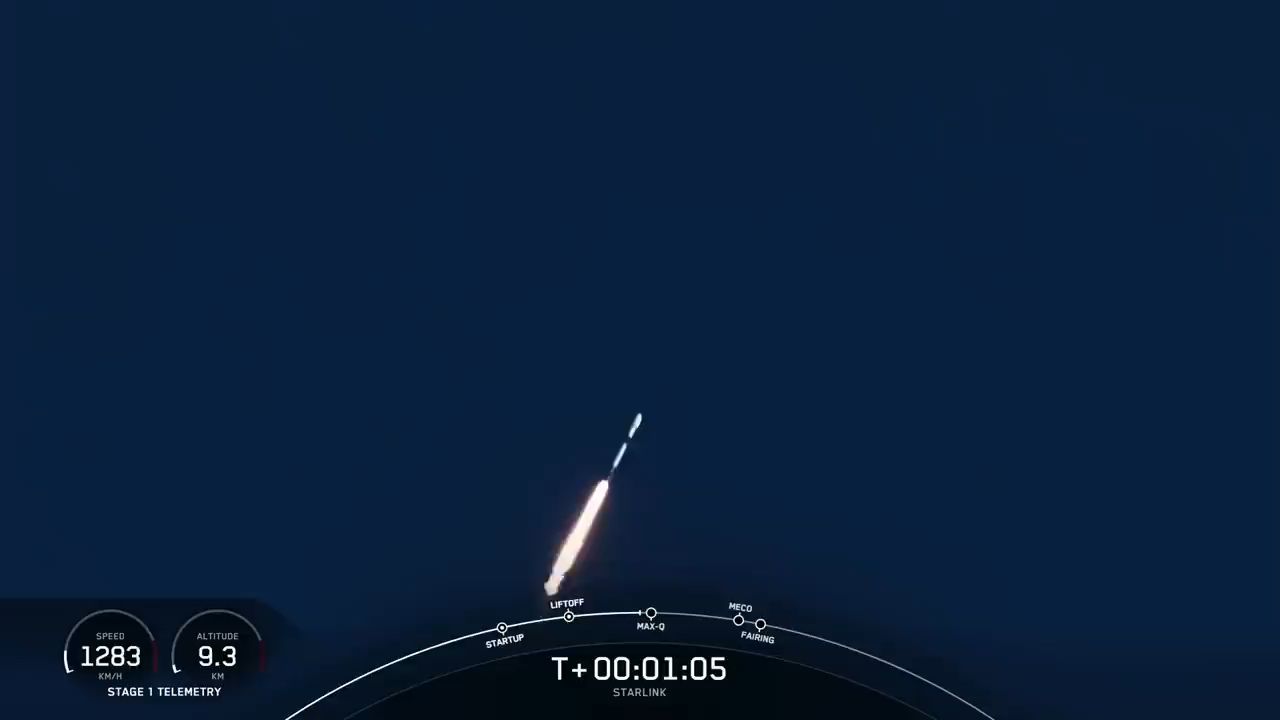 LIFTOFF
MECO
STARTUP
MAX-Q
FAIRING
SPEED
1283
KM/H
ALTITUDE
9.3
KM
STAGE 1 TELEMETRY
T+00:01:05
STARLINK